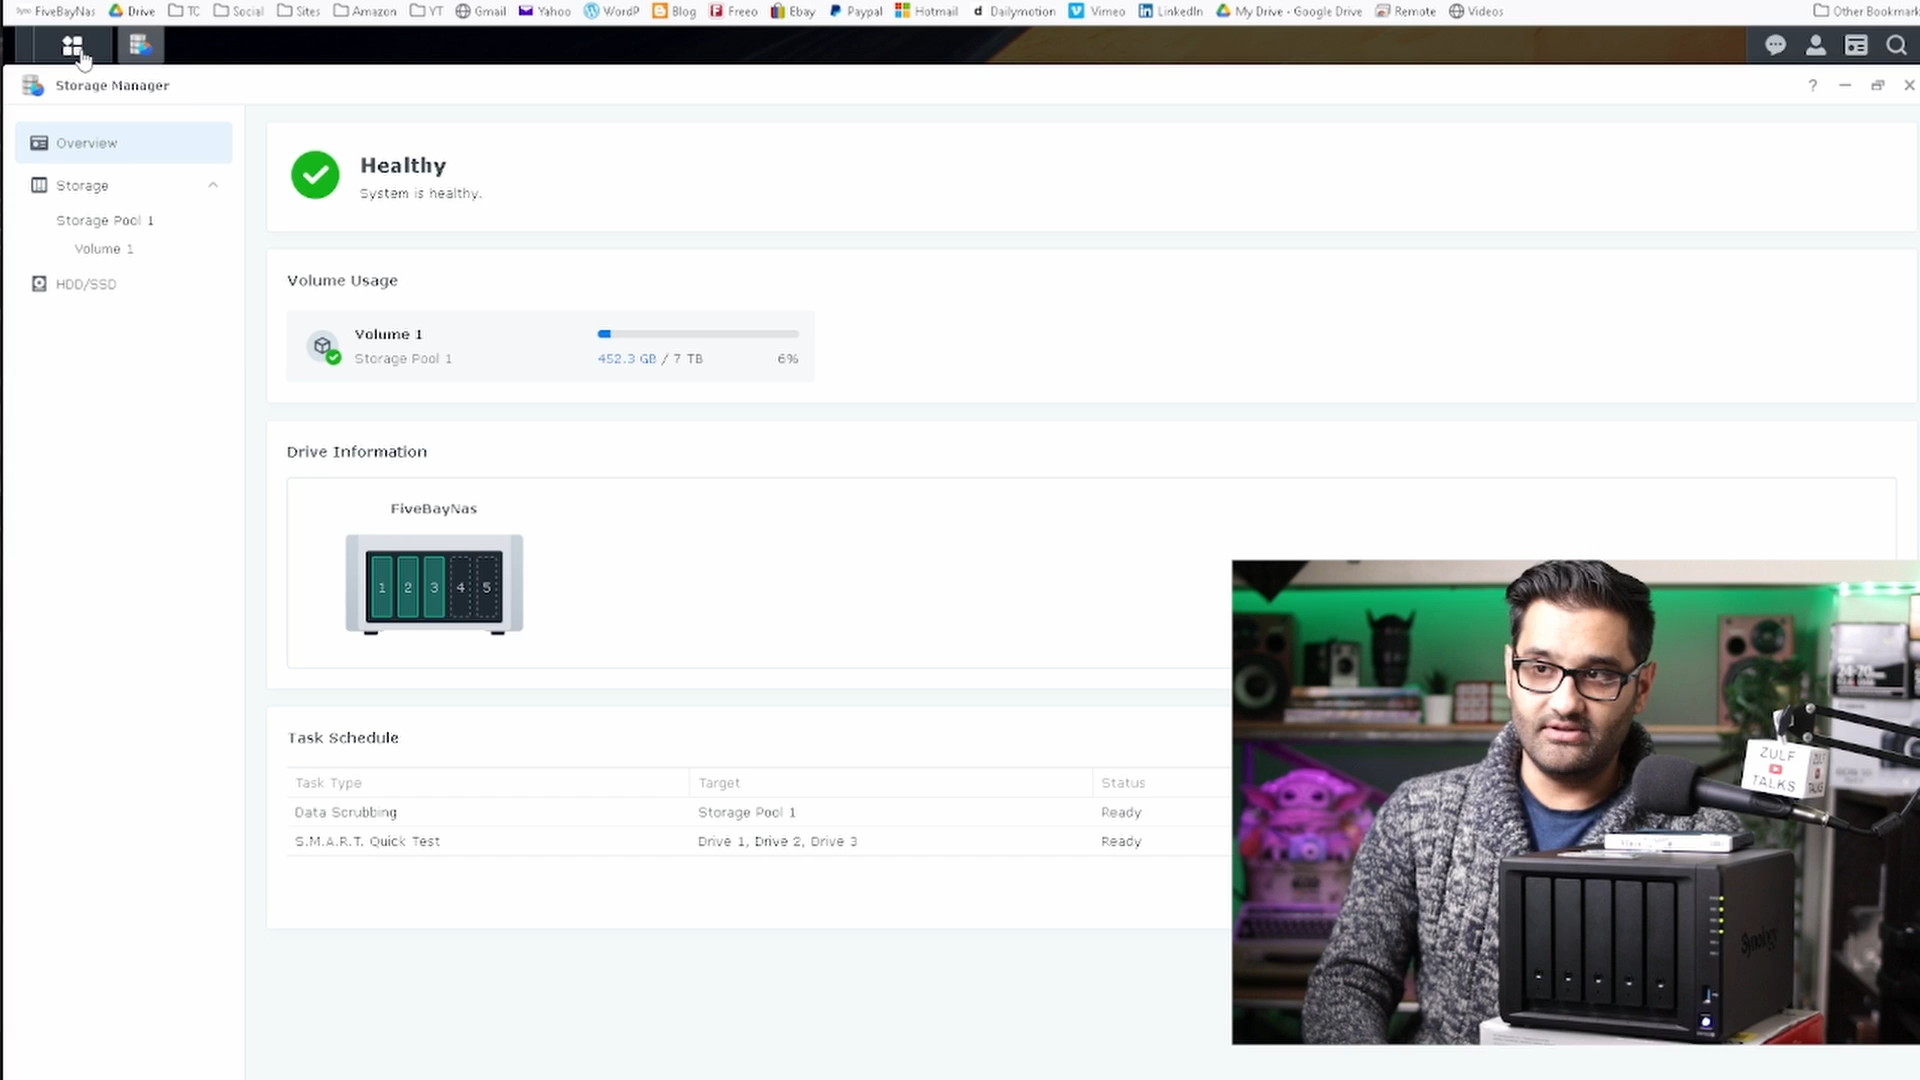 Sync FiveBayNas Drive TC Social Sites Amazon YT Gmail Yahoo WordP Blog Freeo Ebay Paypal Hotmail d Dailymotion Vimeo LinkedIn My Drive - Google Drive Remote Videos Other Bookmark
Storage Manager
?
Overview
Storage
Storage Pool 1
Volume 1
HDD/SSD
Healthy
System is healthy.
Volume Usage
Volume 1
Storage Pool 1
452.3 GB / 7 TB 6%
Drive Information
FiveBayNas
1 2 3 4 5
Task Schedule
Task Type Target Status
Data Scrubbing Storage Pool 1 Ready
S.M.A.R.T. Quick Test Drive 1, Drive 2, Drive 3 Ready
24-70
ZULF
TALKS
Synology